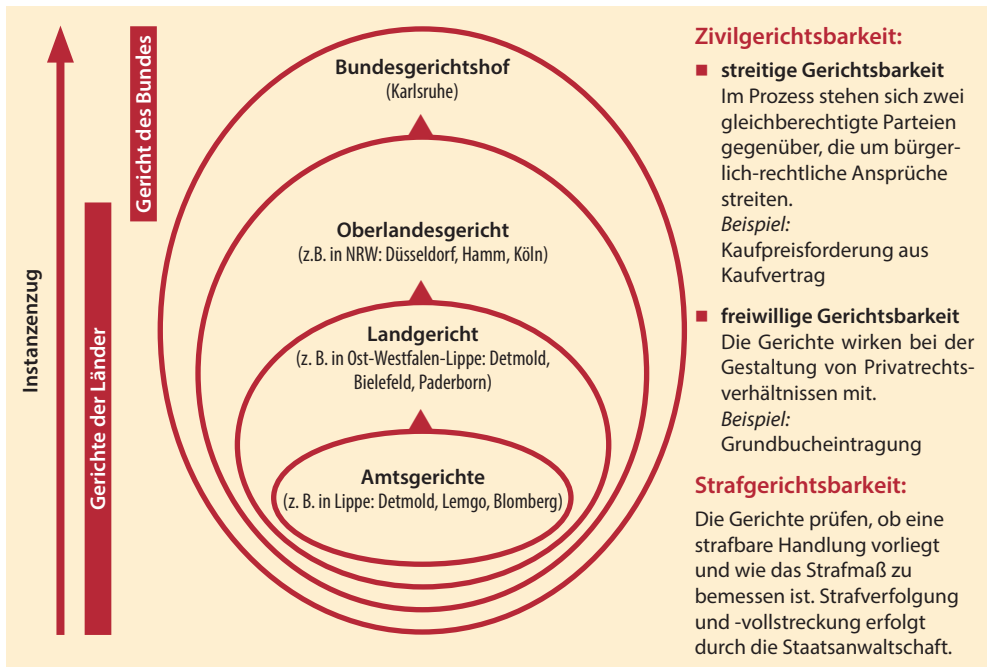 Instanzenzug
Gerichte der Länder
Gericht des Bundes
Bundesgerichtshof
(Karlsruhe)
Oberlandesgericht
(z.B. in NRW: Düsseldorf, Hamm, Köln)
Landgericht
(z. B. in Ost-Westfalen-Lippe: Detmold,
Bielefeld, Paderborn)
Amtsgerichte
(z. B. in Lippe: Detmold, Lemgo, Blomberg)
Zivilgerichtsbarkeit:
■ streitige Gerichtsbarkeit
Im Prozess stehen sich zwei
gleichberechtigte Parteien
gegenüber, die um bürger-
lich-rechtliche Ansprüche
streiten.
Beispiel:
Kaufpreisforderung aus
Kaufvertrag
■ freiwillige Gerichtsbarkeit
Die Gerichte wirken bei der
Gestaltung von Privatrechts-
verhältnissen mit.
Beispiel:
Grundbucheintragung
Strafgerichtsbarkeit:
Die Gerichte prüfen, ob eine
strafbare Handlung vorliegt
und wie das Strafmaß zu
bemessen ist. Strafverfolgung
und -vollstreckung erfolgt
durch die Staatsanwaltschaft.